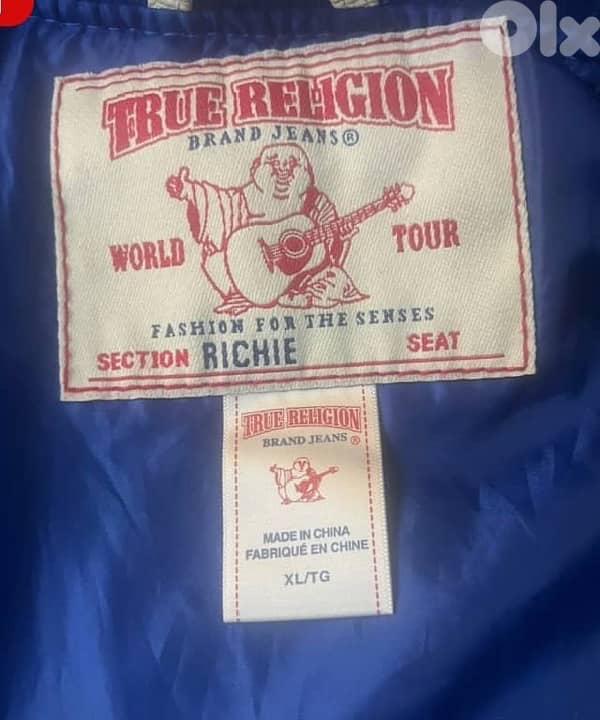 Olx
TRUE RELIGION
BRAND JEANS®
WORLD TOUR
FASHION FOR THE SENSES
SECTION RICHIE SEAT
TRUE RELIGION
BRAND JEANS ®
MADE IN CHINA
FABRIQUÉ EN CHINE
XL/TG